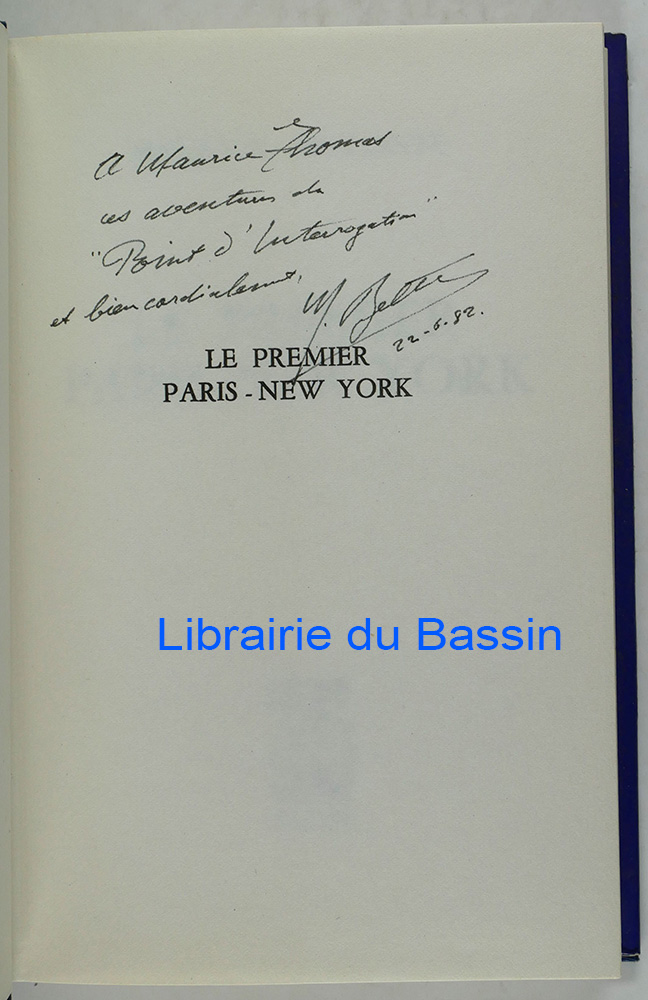 A Maurice Thomas
ces aventures du
"Point d'Interrogation"
et bien cordialement,
M. Bell
22-6-82.
LE PREMIER
PARIS - NEW YORK
Librairie du Bassin